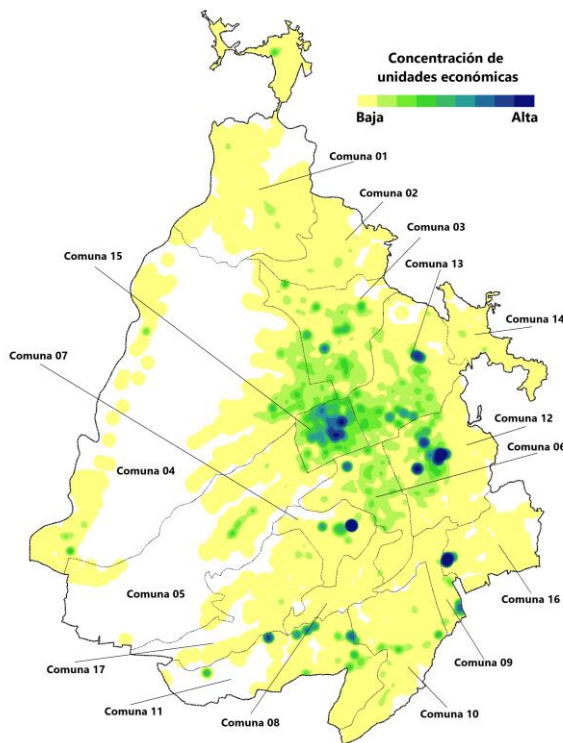 Concentración de
unidades económicas
Baja
Alta
Comuna 01
Comuna 02
Comuna 03
Comuna 15
Comuna 13
Comuna 14
Comuna 07
Comuna 12
Comuna 06
Comuna 04
Comuna 05
Comuna 16
Comuna 17
Comuna 09
Comuna 11
Comuna 08
Comuna 10